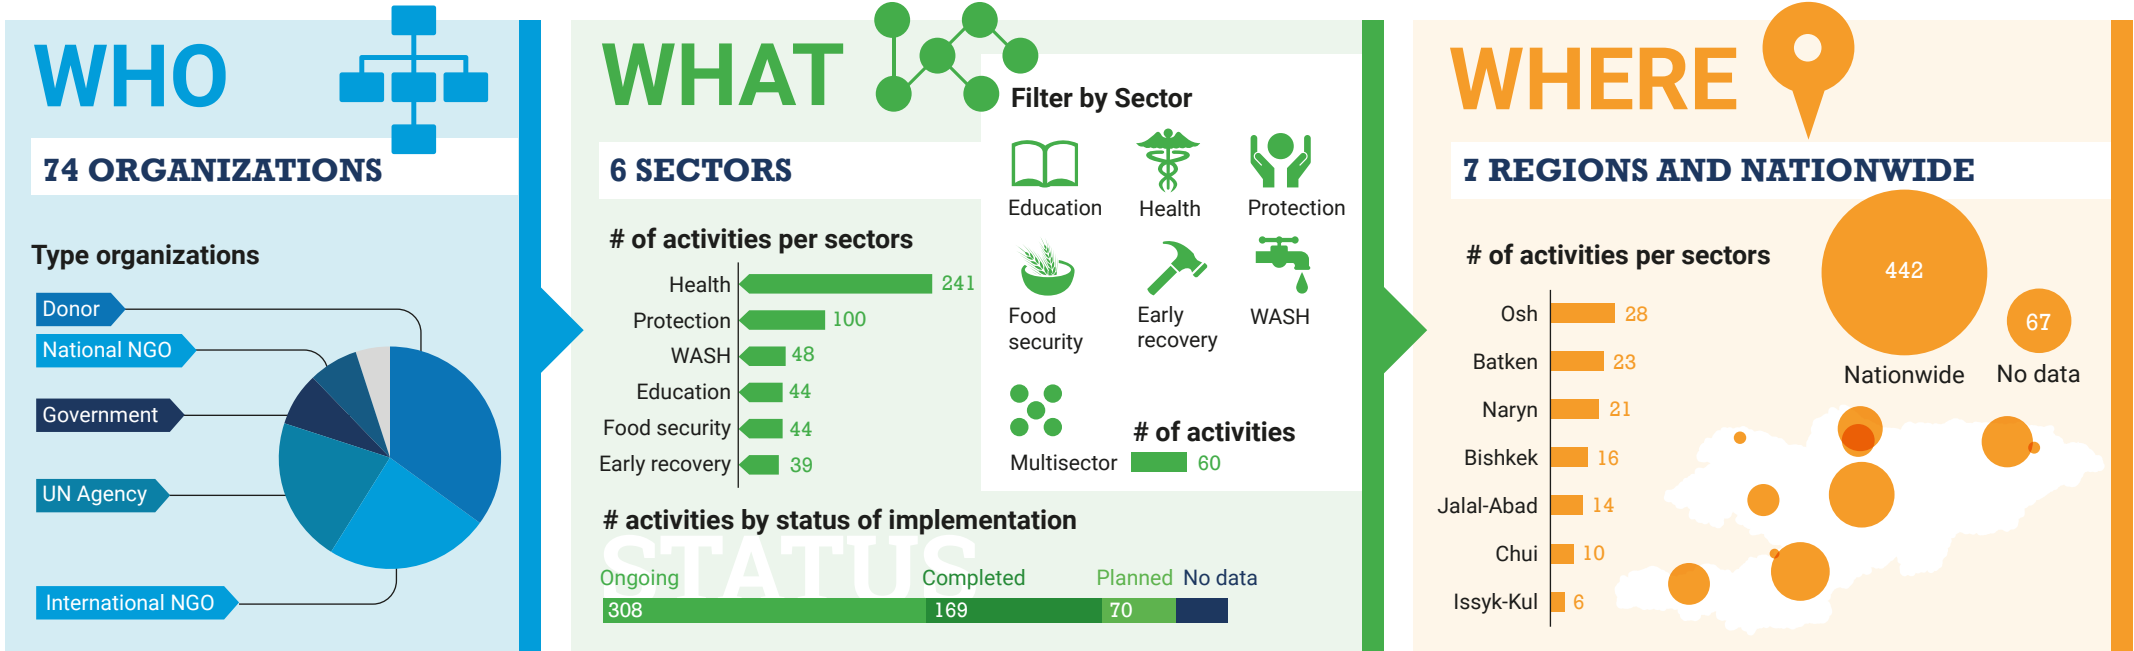 WHO
74 ORGANIZATIONS
Type organizations
Donor
National NGO
Government
UN Agency
International NGO
WHAT
6 SECTORS
# of activities per sectors
Health 241
Protection 100
WASH 48
Education 44
Food security 44
Early recovery 39
Filter by Sector
Education Health Protection
Food
security
Early
recovery
WASH
Multisector
# of activities
60
# activities by status of implementation
STATUS
Ongoing Completed Planned No data
308 169 70
WHERE
7 REGIONS AND NATIONWIDE
# of activities per sectors
Osh 28
Batken 23
Naryn 21
Bishkek 16
Jalal-Abad 14
Chui 10
Issyk-Kul 6
442
Nationwide
67
No data